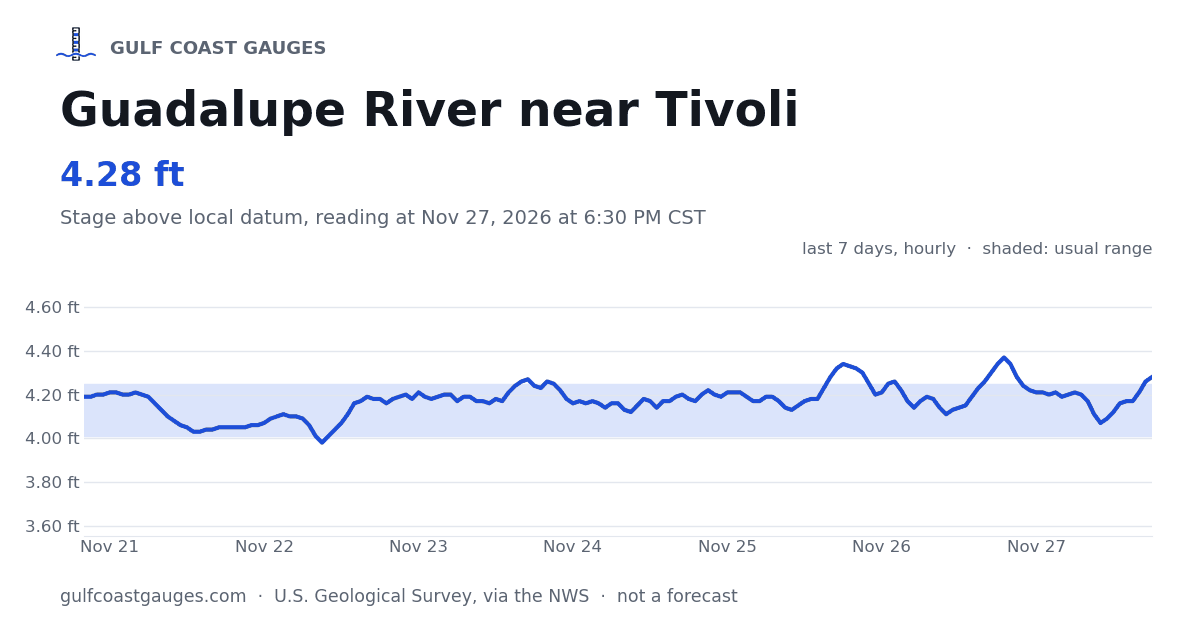 GULF COAST GAUGES
Guadalupe River near Tivoli
4.28 ft
Stage above local datum, reading at Nov 27, 2026 at 6:30 PM CST
last 7 days, hourly · shaded: usual range
4.60 ft
4.40 ft
4.20 ft
4.00 ft
3.80 ft
3.60 ft
Nov 21 Nov 22 Nov 23 Nov 24 Nov 25 Nov 26 Nov 27
gulfcoastgauges.com · U.S. Geological Survey, via the NWS · not a forecast